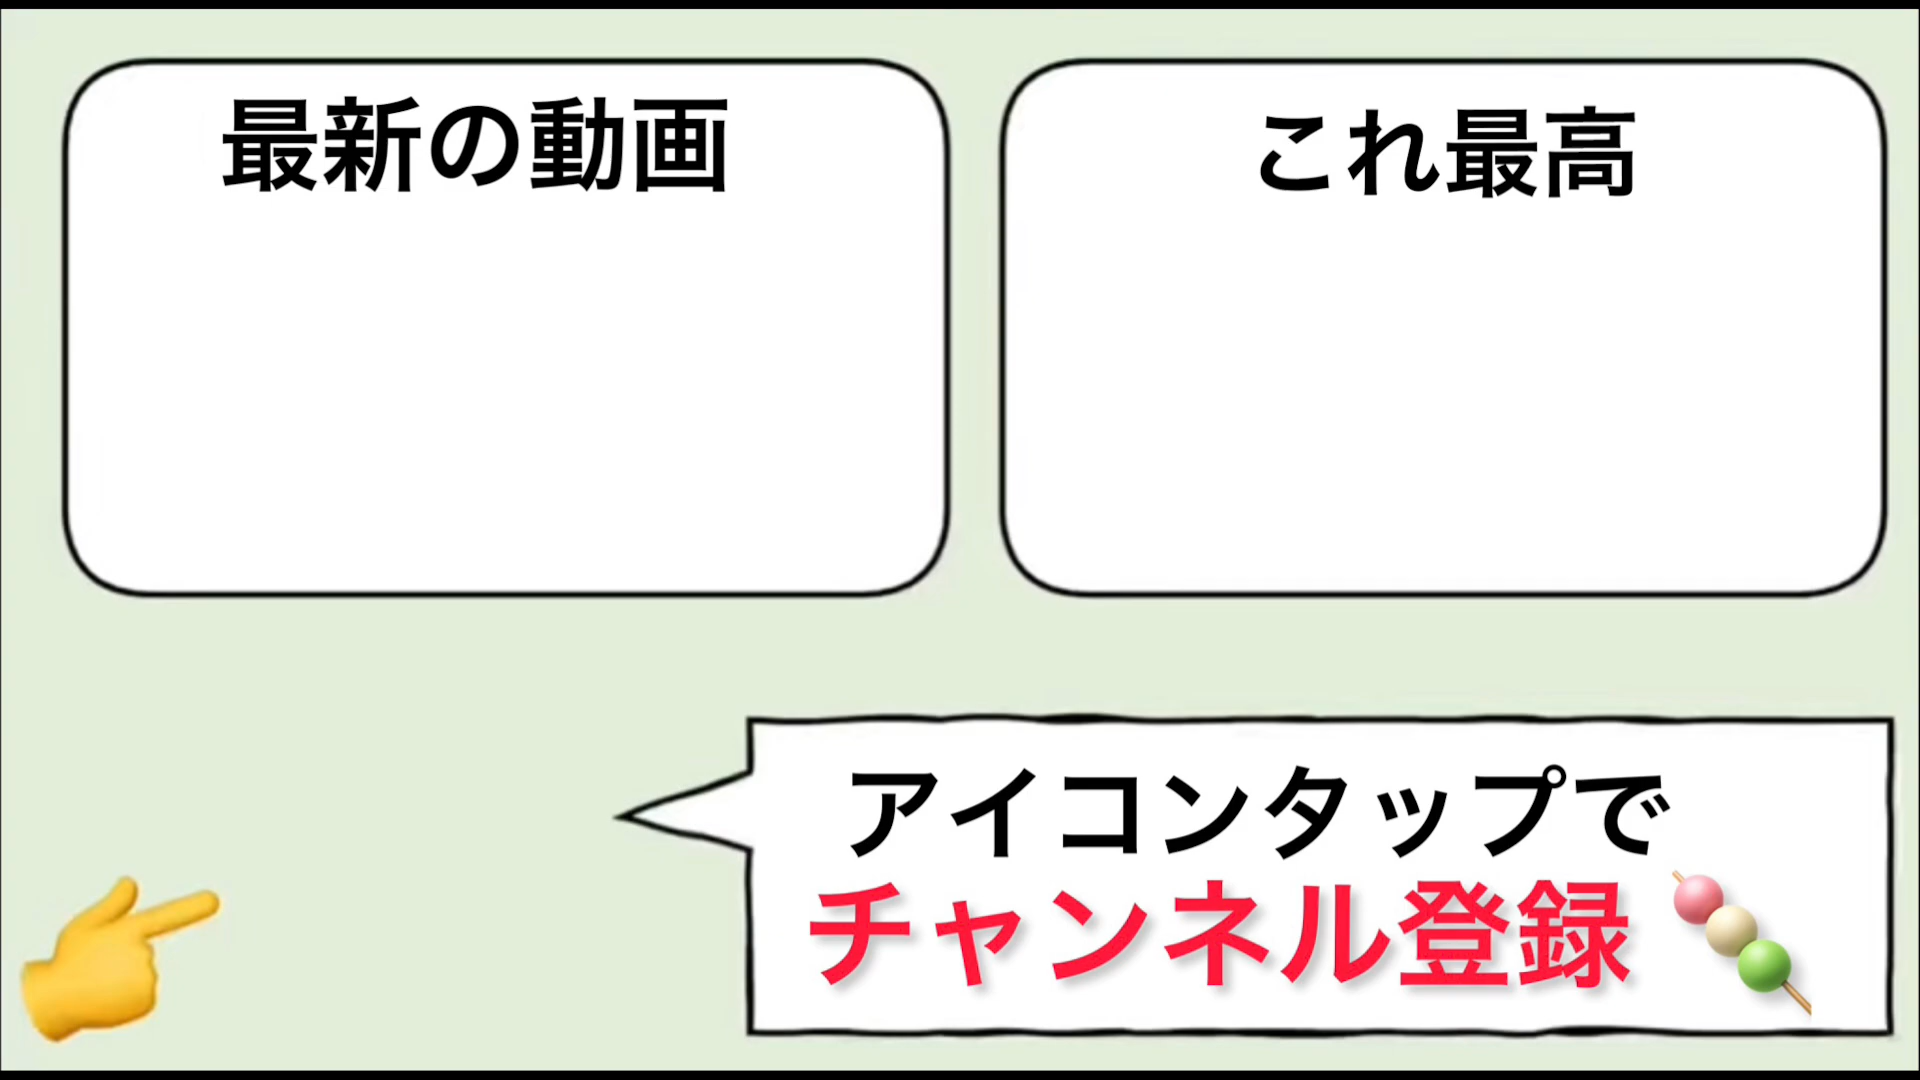 最新の動画
これ最高
アイコンタップで
チャンネル登録